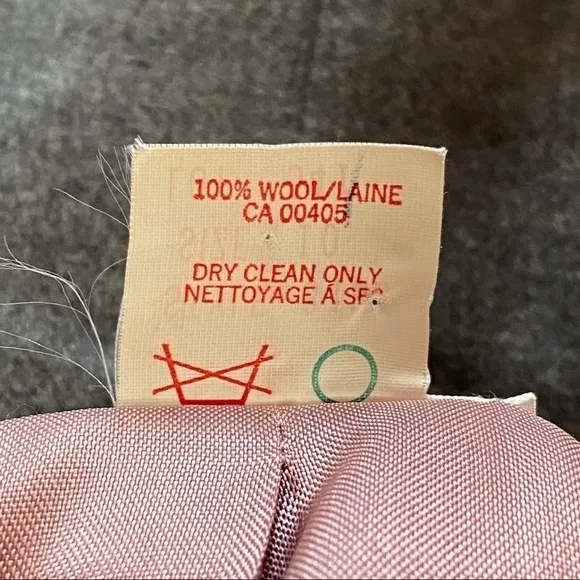 100% WOOL/LAINE
CA 00405
DRY CLEAN ONLY
NETTOYAGE Á SEC